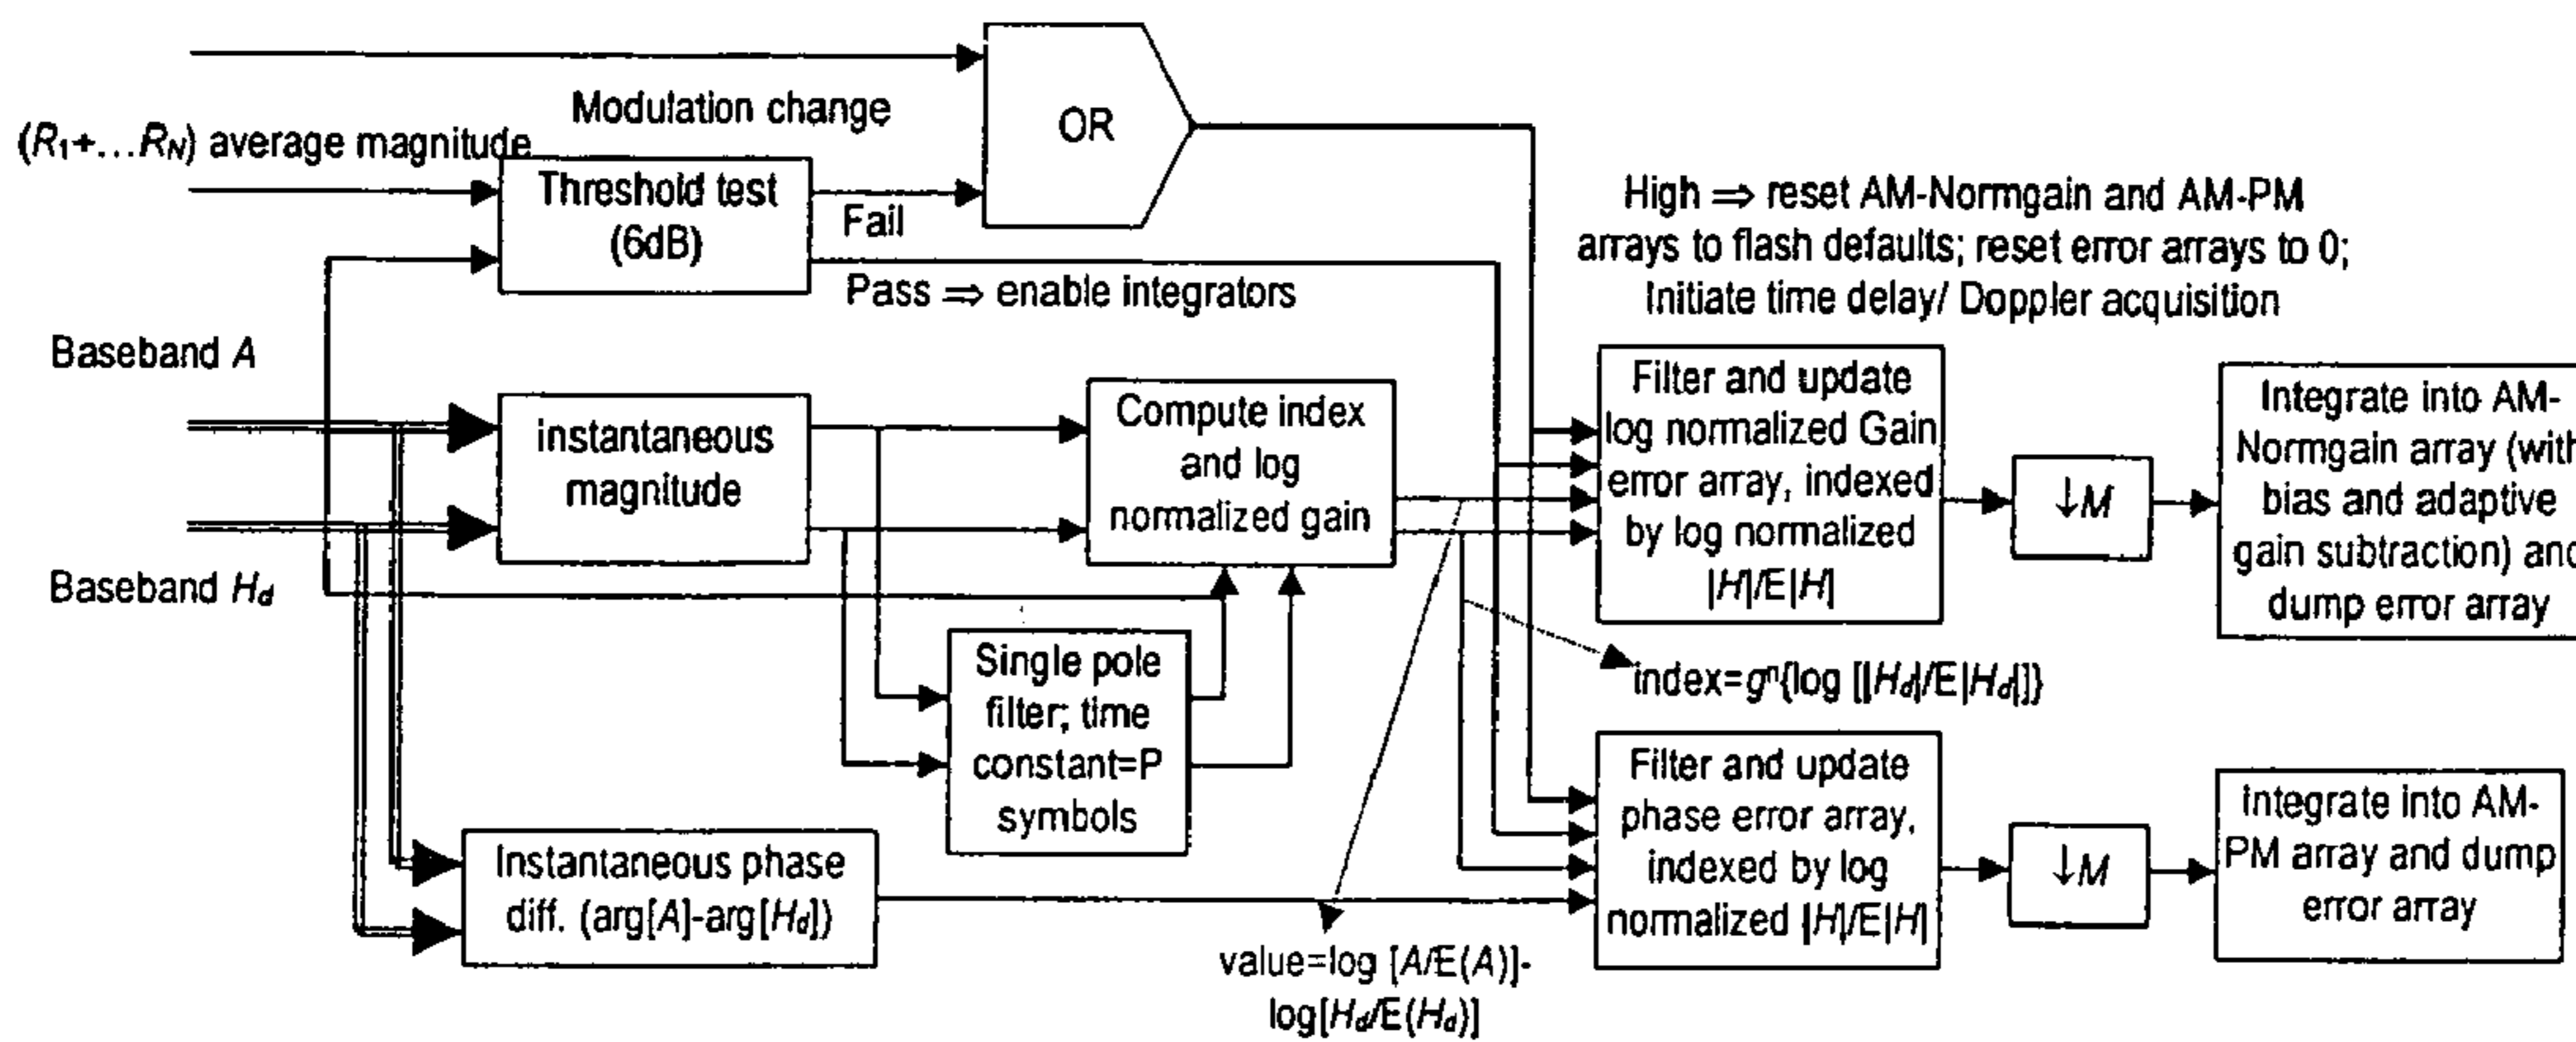 Modulation change
(R1+...RN) average magnitude
Threshold test
(6dB)
OR
Fail
Pass ⇒ enable integrators
High ⇒ reset AM-Normgain and AM-PM
arrays to flash defaults; reset error arrays to 0;
Initiate time delay/ Doppler acquisition
Baseband A
Baseband Hd
instantaneous
magnitude
Compute index
and log
normalized gain
Filter and update
log normalized Gain
error array, indexed
by log normalized
|H|/E|H|
↓M
Integrate into AM-
Normgain array (with
bias and adaptive
gain subtraction) and
dump error array
Single pole
filter; time
constant=P
symbols
index=gⁿ{log [|Hd|/E|Hd|]}
Instantaneous phase
diff. (arg[A]-arg[Hd])
value=log [A/E(A)]-
log[Hd/E(Hd)]
Filter and update
phase error array,
indexed by log
normalized |H|/E|H|
↓M
Integrate into AM-
PM array and dump
error array